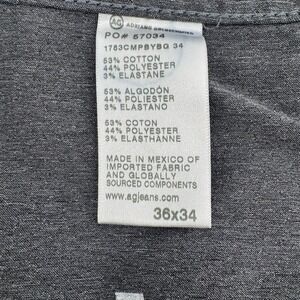 AG ADRIANO GOLDSCHMIED
PO# 57034
1783CMPBYBG 34
53% COTTON
44% POLYESTER
3% ELASTANE
53% ALGODÓN
44% POLIESTER
3% ELASTANO
53% COTON
44% POLYESTER
3% ELASTHANNE
MADE IN MEXICO OF
IMPORTED FABRIC
AND GLOBALLY
SOURCED COMPONENTS
www.agjeans.com
36x34